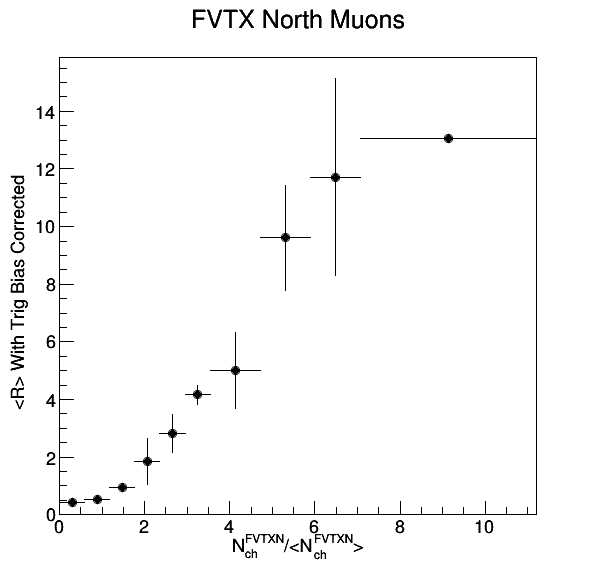 FVTX North Muons
<R> With Trig Bias Corrected
14
12
10
8
6
4
2
0
0 2 4 6 8 10
N_ch^FVTXN/<N_ch^FVTXN>